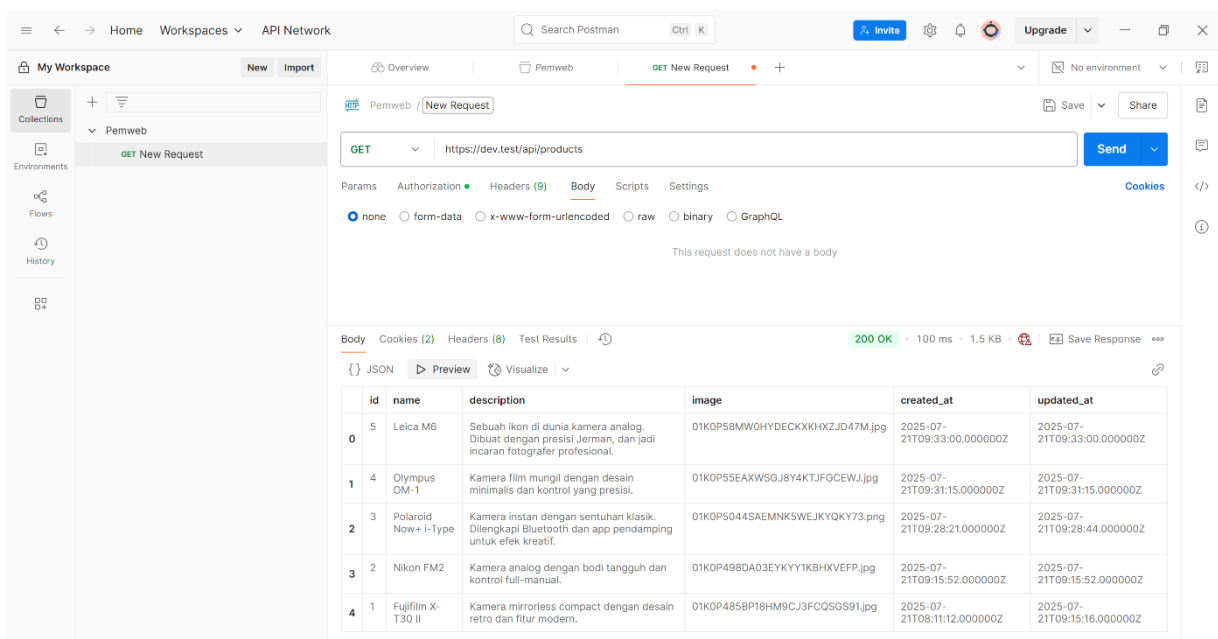 Home Workspaces API Network Search Postman Ctrl K Invite Upgrade
My Workspace New Import Overview Pemweb GET New Request No environment
Collections
Environments
Flows
History
Pemweb
GET New Request
HTTP Pemweb / New Request Save Share
GET https://dev.test/api/products Send
Params Authorization Headers (9) Body Scripts Settings Cookies
none form-data x-www-form-urlencoded raw binary GraphQL
This request does not have a body
Body Cookies (2) Headers (8) Test Results 200 OK 100 ms 1.5 KB Save Response
{} JSON Preview Visualize
id name description image created_at updated_at
0 5 Leica M6 Sebuah ikon di dunia kamera analog. 01K0P58MW0HYDECKXKHXZJD47M.jpg 2025-07- 2025-07-
Dibuat dengan presisi Jerman, dan jadi 21T09:33:00.000000Z 21T09:33:00.000000Z
incaran fotografer profesional.
1 4 Olympus Kamera film mungil dengan desain 01K0P55EAXWSGJ8Y4KTJFGCEWJ.jpg 2025-07- 2025-07-
OM-1 minimalis dan kontrol yang presisi. 21T09:31:15.000000Z 21T09:31:15.000000Z
2 3 Polaroid Kamera instan dengan sentuhan klasik. 01K0P5044SAEMNK5WEJKYQKY73.png 2025-07- 2025-07-
Now+ i-Type Dilengkapi Bluetooth dan app pendamping 21T09:28:21.000000Z 21T09:28:44.000000Z
untuk efek kreatif.
3 2 Nikon FM2 Kamera analog dengan bodi tangguh dan 01K0P498DA03EYKYY1KBHXVEFP.jpg 2025-07- 2025-07-
kontrol full-manual. 21T09:15:52.000000Z 21T09:15:52.000000Z
4 1 Fujifilm X- Kamera mirrorless compact dengan desain 01K0P485BP18HM9CJ3FCQSGS91.jpg 2025-07- 2025-07-
T30 II retro dan fitur modern. 21T08:11:12.000000Z 21T09:15:16.000000Z